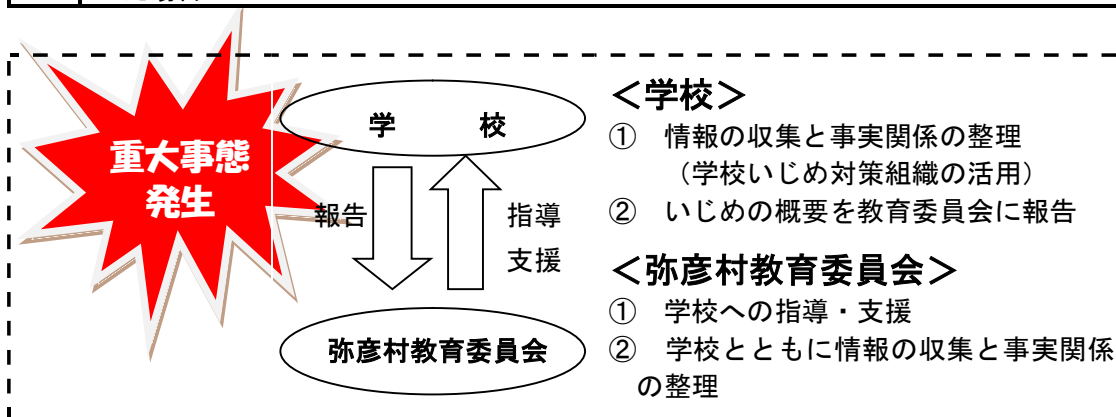 重大事態
発生
学　　校
報告
指導
支援
弥彦村教育委員会
＜学校＞
①　情報の収集と事実関係の整理
（学校いじめ対策組織の活用）
②　いじめの概要を教育委員会に報告
＜弥彦村教育委員会＞
①　学校への指導・支援
②　学校とともに情報の収集と事実関係
の整理